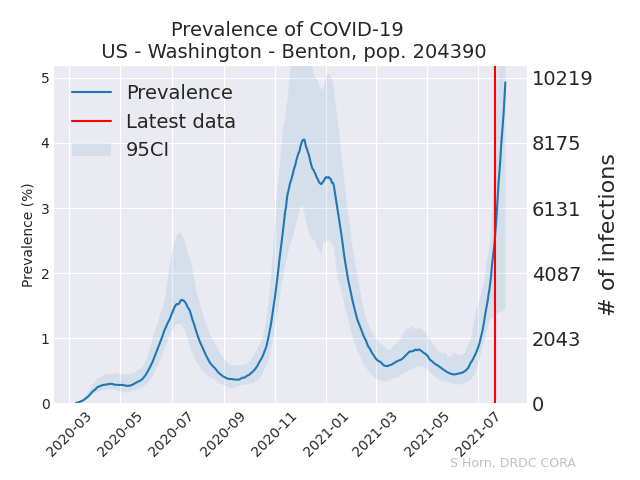 Prevalence of COVID-19
US - Washington - Benton, pop. 204390
Prevalence
Latest data
95CI
Prevalence (%)
5
4
3
2
1
0
10219
8175
6131
4087
2043
0
# of infections
2020-03
2020-05
2020-07
2020-09
2020-11
2021-01
2021-03
2021-05
2021-07
S Horn, DRDC CORA